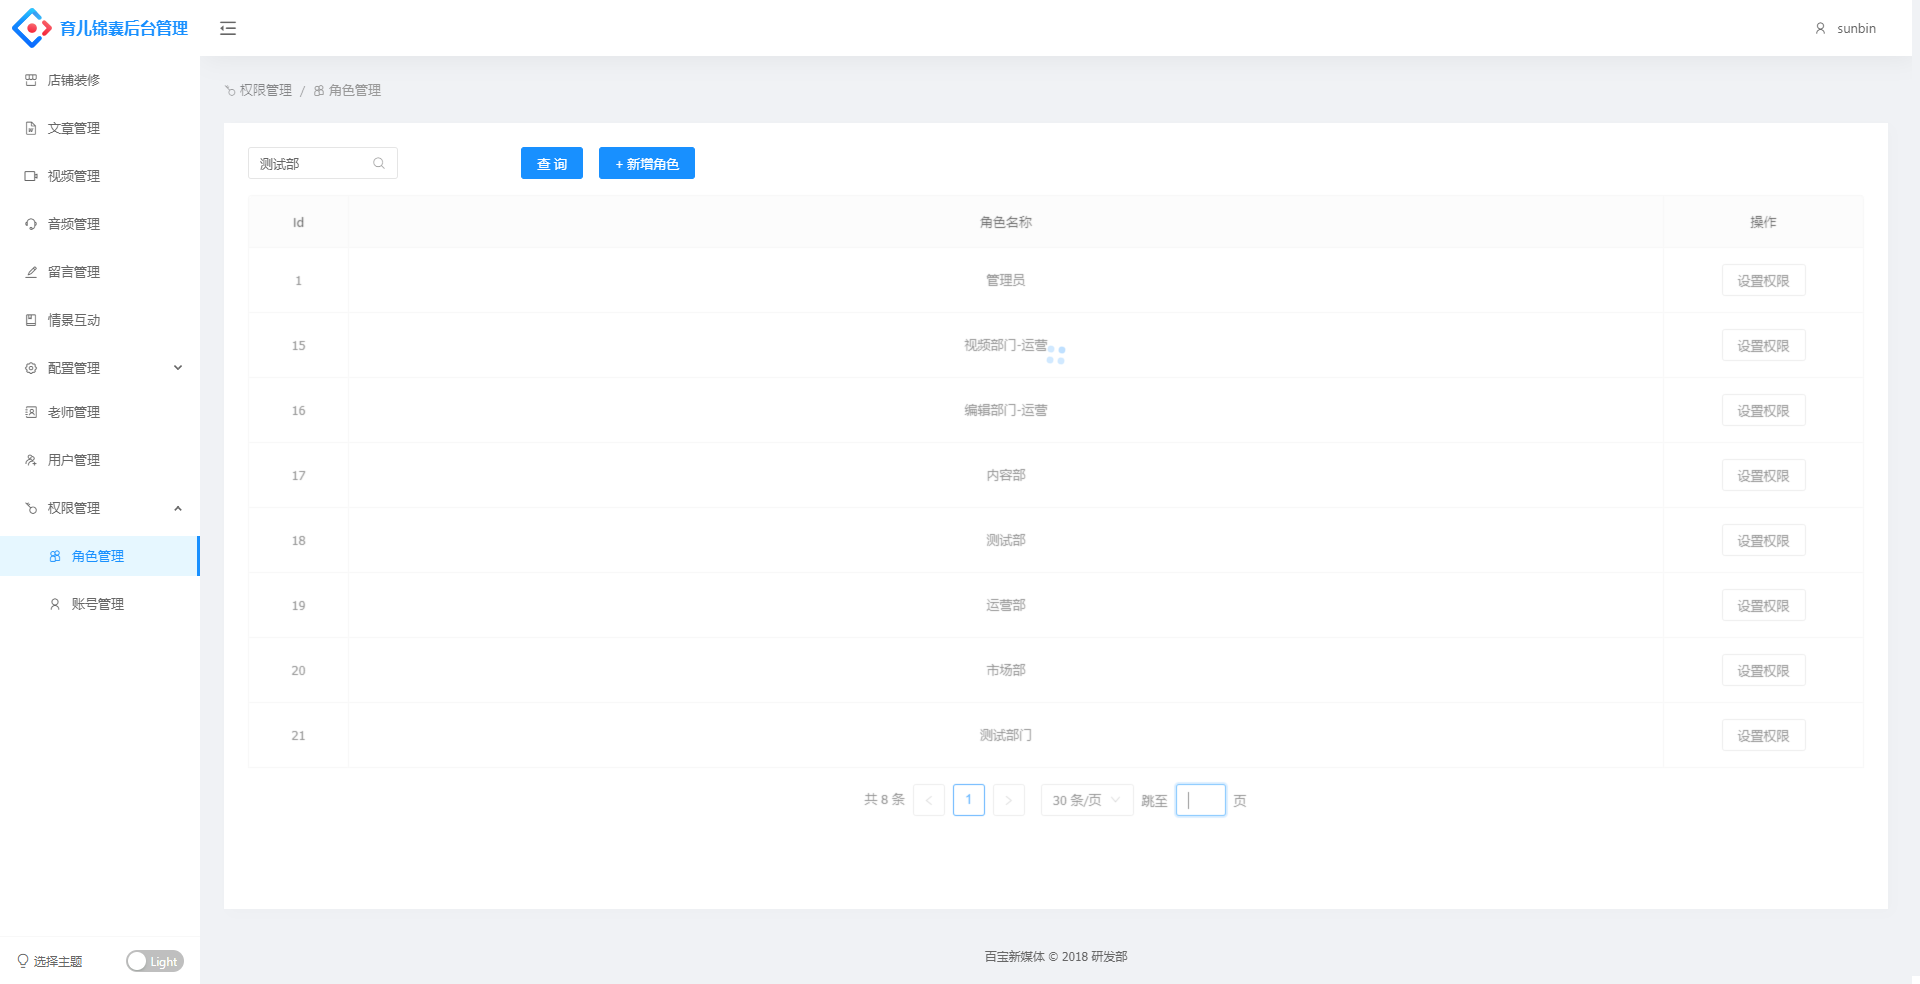 育儿锦囊后台管理
sunbin
店铺装修
文章管理
视频管理
音频管理
留言管理
情景互动
配置管理
老师管理
用户管理
权限管理
角色管理
账号管理
选择主题 Light
权限管理 / 角色管理
测试部 查 询 + 新增角色
Id 角色名称 操作
1 管理员 设置权限
15 视频部门-运营 设置权限
16 编辑部门-运营 设置权限
17 内容部 设置权限
18 测试部 设置权限
19 运营部 设置权限
20 市场部 设置权限
21 测试部门 设置权限
共 8 条 < 1 > 30 条/页 跳至 页
百宝新媒体 © 2018 研发部